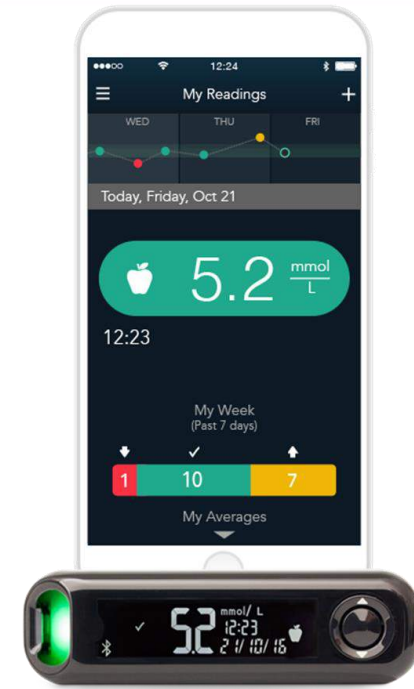 12:24
My Readings
WED THU FRI
Today, Friday, Oct 21
5.2 mmol
L
12:23
My Week
(Past 7 days)
1 10 7
My Averages
5.2 mmol/ L
12:23
21/10/16